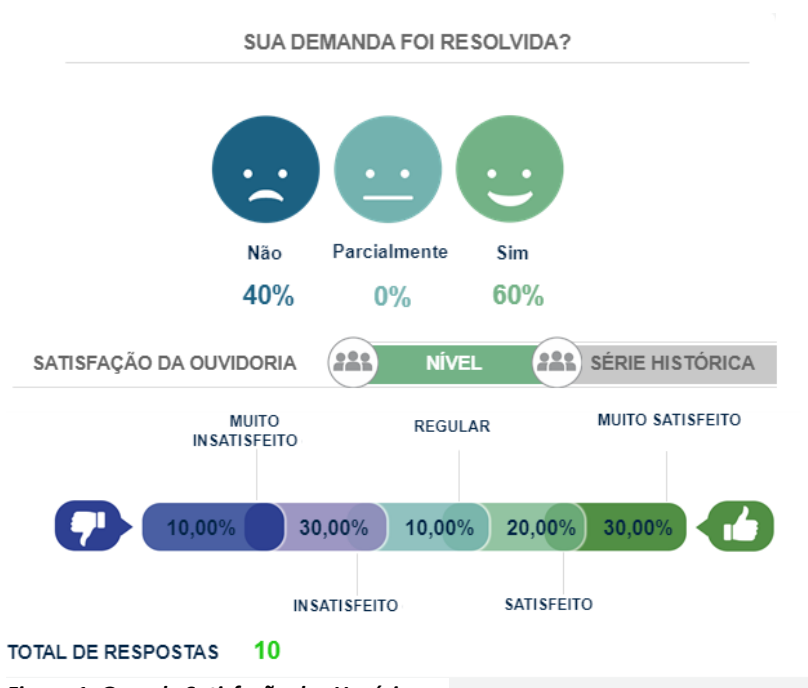 SUA DEMANDA FOI RESOLVIDA?
Não Parcialmente Sim
40% 0% 60%
SATISFAÇÃO DA OUVIDORIA NÍVEL SÉRIE HISTÓRICA
MUITO
INSATISFEITO
REGULAR
MUITO SATISFEITO
10,00% 30,00% 10,00% 20,00% 30,00%
INSATISFEITO
SATISFEITO
TOTAL DE RESPOSTAS 10